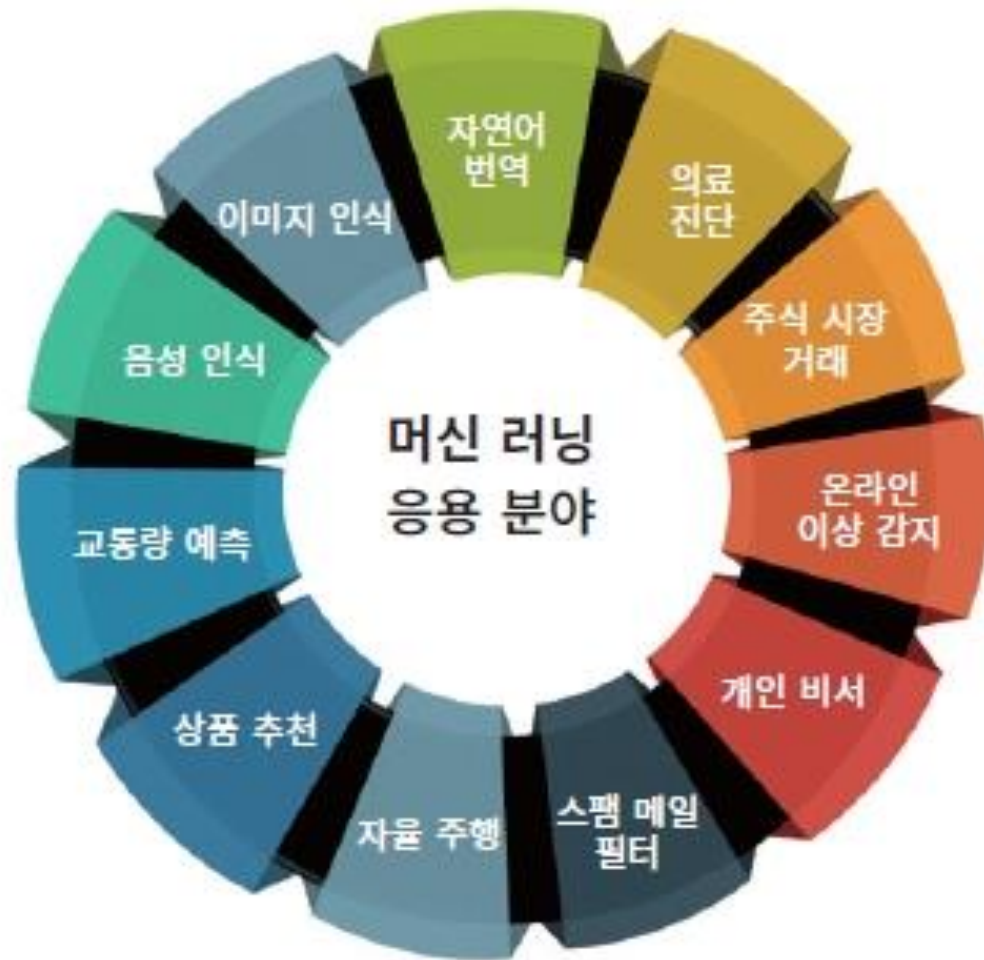 머신 러닝
응용 분야
자연어
번역
의료
진단
주식 시장
거래
온라인
이상 감지
개인 비서
스팸 메일
필터
자율 주행
상품 추천
교통량 예측
음성 인식
이미지 인식